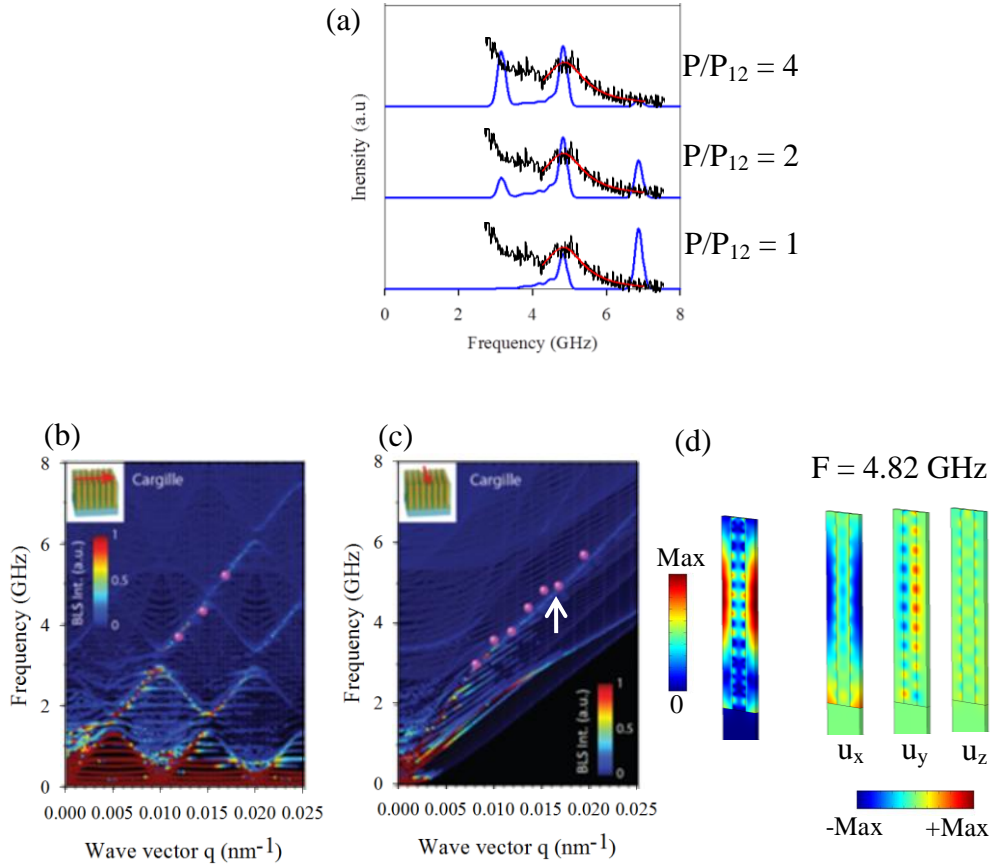 (a)
Inensity (a.u)
P/P12 = 4
P/P12 = 2
P/P12 = 1
0 2 4 6 8
Frequency (GHz)
(b)
Cargille
BLS Int. (a.u.)
1
0.5
0
Frequency (GHz)
8
6
4
2
0
0.000 0.005 0.010 0.015 0.020 0.025
Wave vector q (nm-1)
(c)
Cargille
BLS Int. (a.u.)
1
0.5
0
Frequency (GHz)
8
6
4
2
0
0.000 0.005 0.010 0.015 0.020 0.025
Wave vector q (nm-1)
(d)
F = 4.82 GHz
Max
0
ux uy uz
-Max +Max